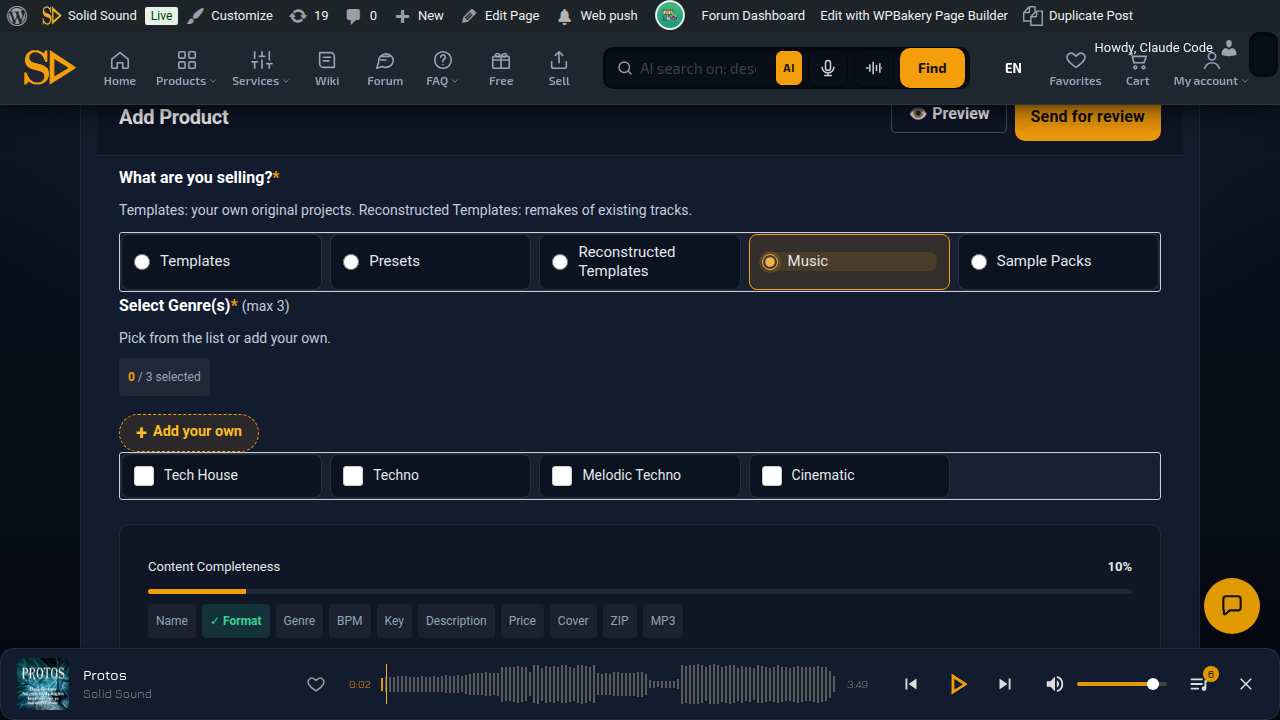 Solid Sound Live Customize 19 0 New Edit Page Web push Forum Dashboard Edit with WPBakery Page Builder Duplicate Post
Howdy, Claude Code
Home Products Services Wiki Forum FAQ Free Sell AI search on: desc AI Find EN Favorites Cart My account
Add Product Preview Send for review
What are you selling?*
Templates: your own original projects. Reconstructed Templates: remakes of existing tracks.
Templates Presets Reconstructed Templates Music Sample Packs
Select Genre(s)* (max 3)
Pick from the list or add your own.
0 / 3 selected
+ Add your own
Tech House Techno Melodic Techno Cinematic
Content Completeness 10%
Name ✓ Format Genre BPM Key Description Price Cover ZIP MP3
PROTOS
Protos
Solid Sound
0:02 3:49 6